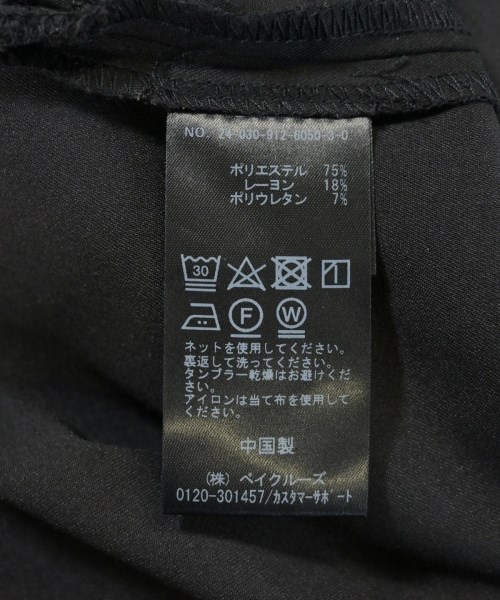 NO. 24-030-912-6050-3-0
ポリエステル 75%
レーヨン 18%
ポリウレタン 7%
30
F W
ネットを使用してください。
裏返して洗ってください。
タンブラー乾燥はお避けくだ
さい。
アイロンは当て布を使用して
ください。
中国製
(株) ベイクルーズ
0120-301457/カスタマーサポート